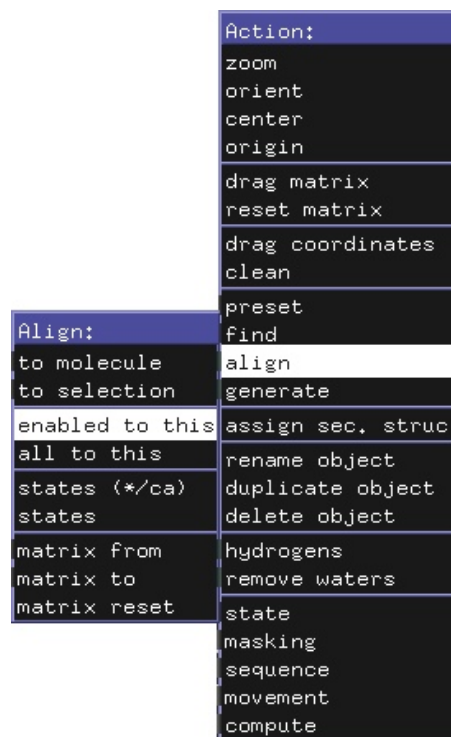 Action:
zoom
orient
center
origin
drag matrix
reset matrix
drag coordinates
clean
preset
find
align
generate
assign sec. struc
rename object
duplicate object
delete object
hydrogens
remove waters
state
masking
sequence
movement
compute
Align:
to molecule
to selection
enabled to this
all to this
states (*/ca)
states
matrix from
matrix to
matrix reset